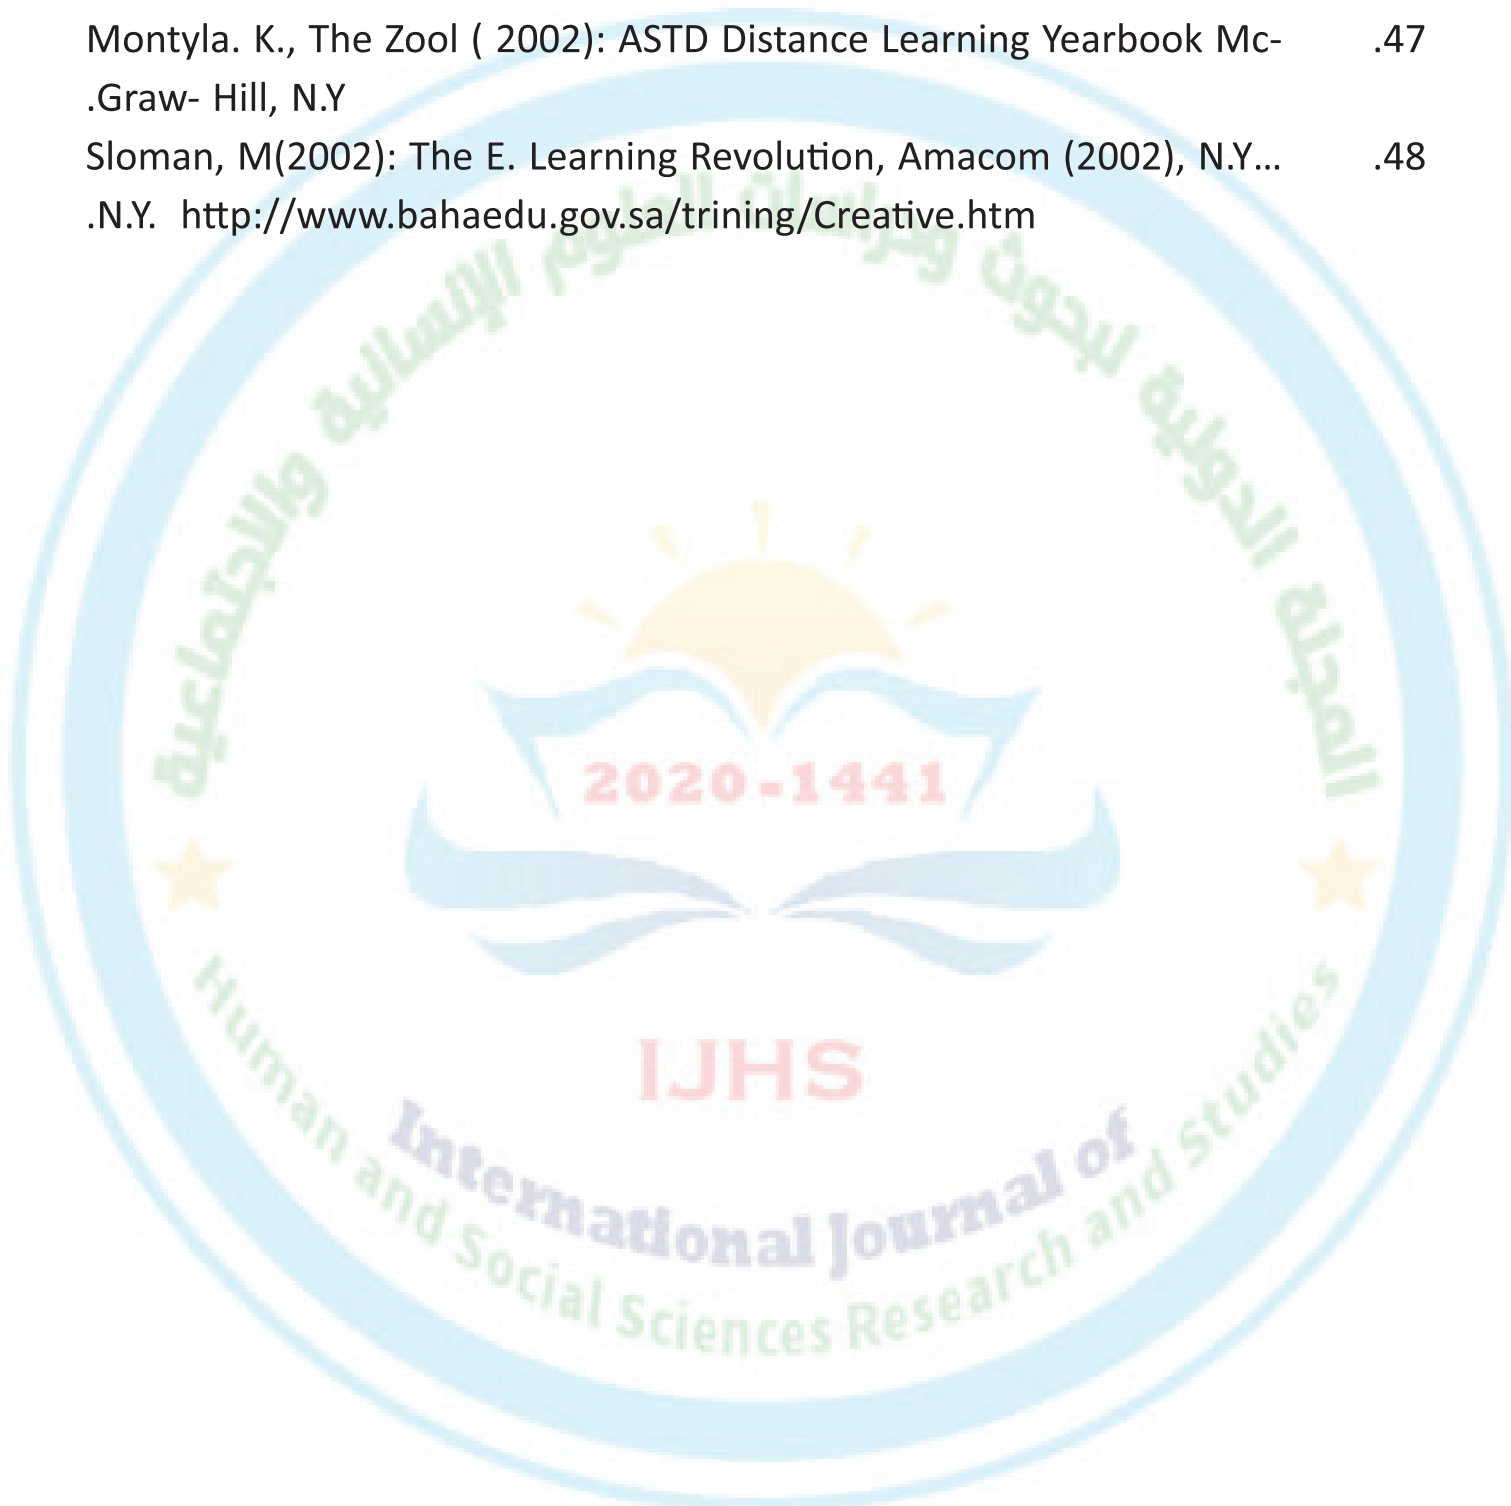 Montyla. K., The Zool ( 2002): ASTD Distance Learning Yearbook Mc- .47
.Graw- Hill, N.Y
Sloman, M(2002): The E. Learning Revolution, Amacom (2002), N.Y... .48
.N.Y. http://www.bahaedu.gov.sa/trining/Creative.htm
المجلة الدولية لبحوث ودراسات العلوم الإنسانية والاجتماعية
2020-1441
IJHS
International Journal of
Human and Social Sciences Research and Studies